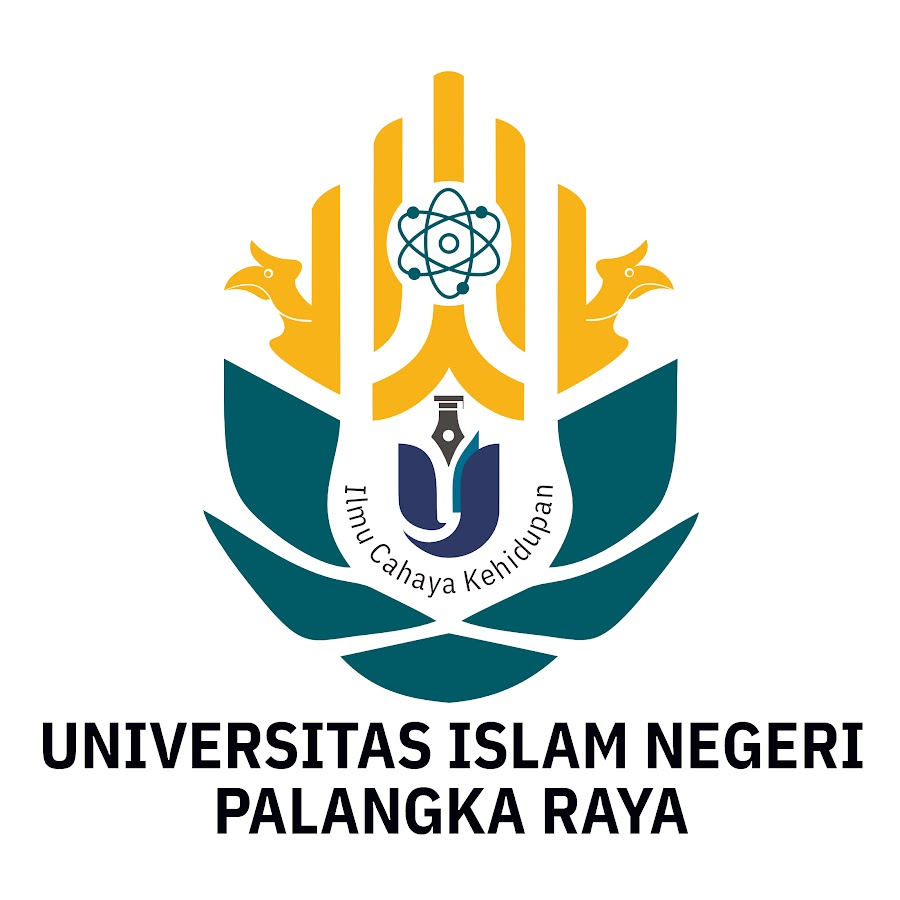 Ilmu Cahaya Kehidupan
UNIVERSITAS ISLAM NEGERI
PALANGKA RAYA